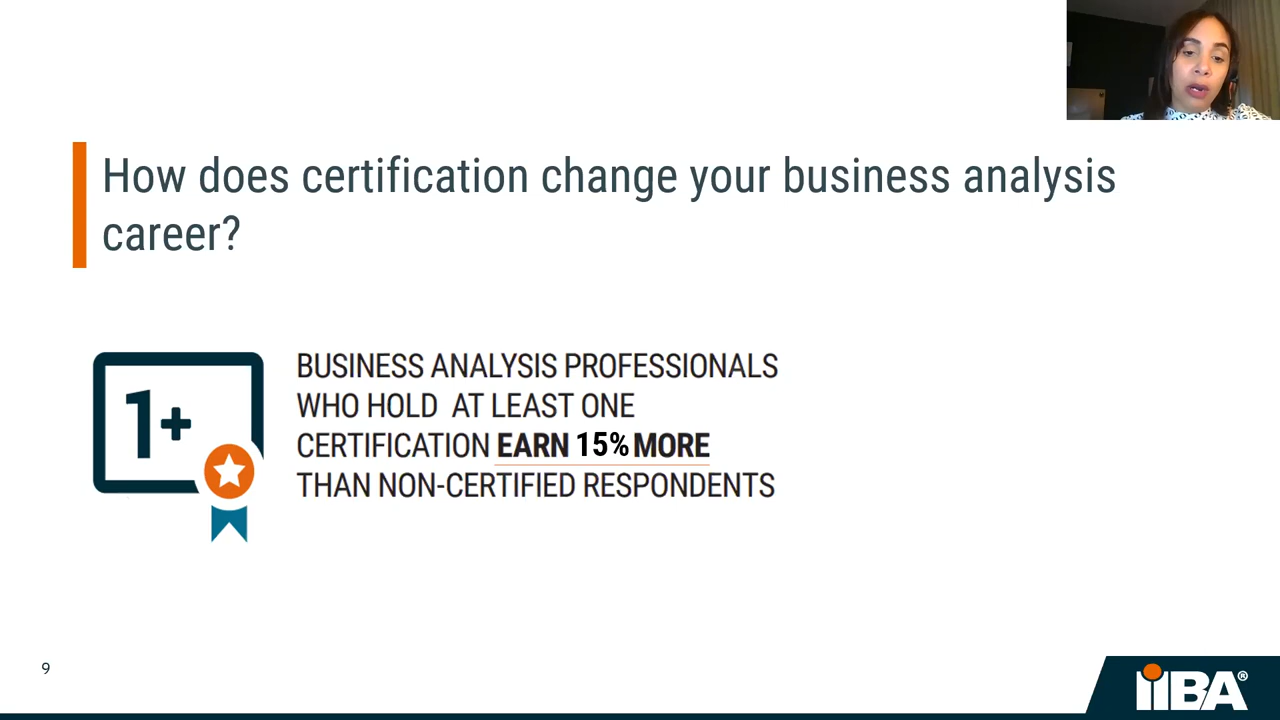 How does certification change your business analysis
career?
1+
BUSINESS ANALYSIS PROFESSIONALS
WHO HOLD AT LEAST ONE
CERTIFICATION EARN 15% MORE
THAN NON-CERTIFIED RESPONDENTS
9
IIBA®